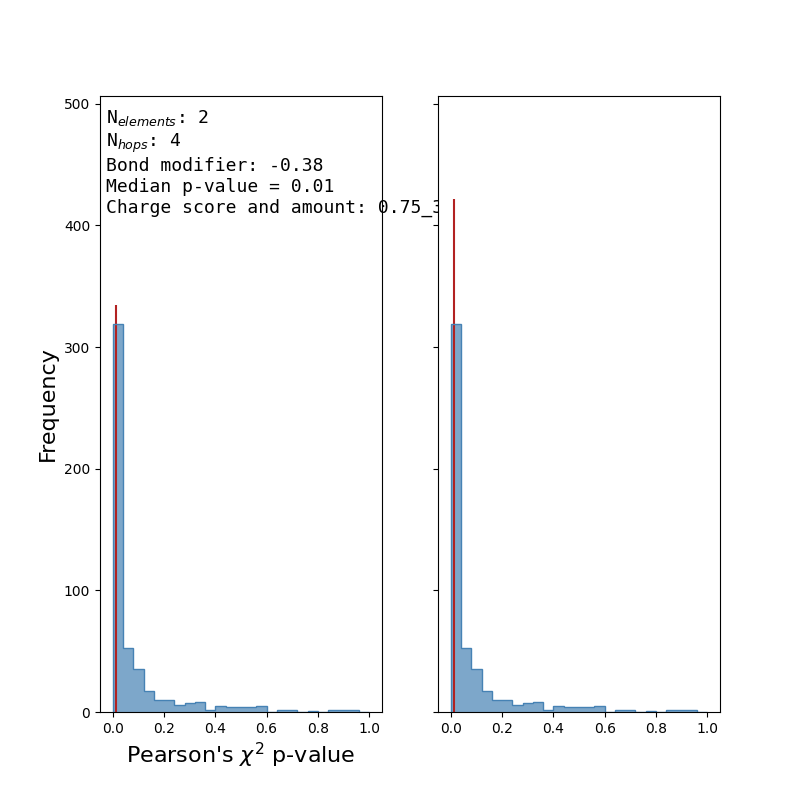 500
400
300
200
100
0
Frequency
N_elements: 2
N_hops: 4
Bond modifier: -0.38
Median p-value = 0.01
Charge score and amount: 0.75_3
0.0 0.2 0.4 0.6 0.8 1.0
0.0 0.2 0.4 0.6 0.8 1.0
Pearson's χ² p-value